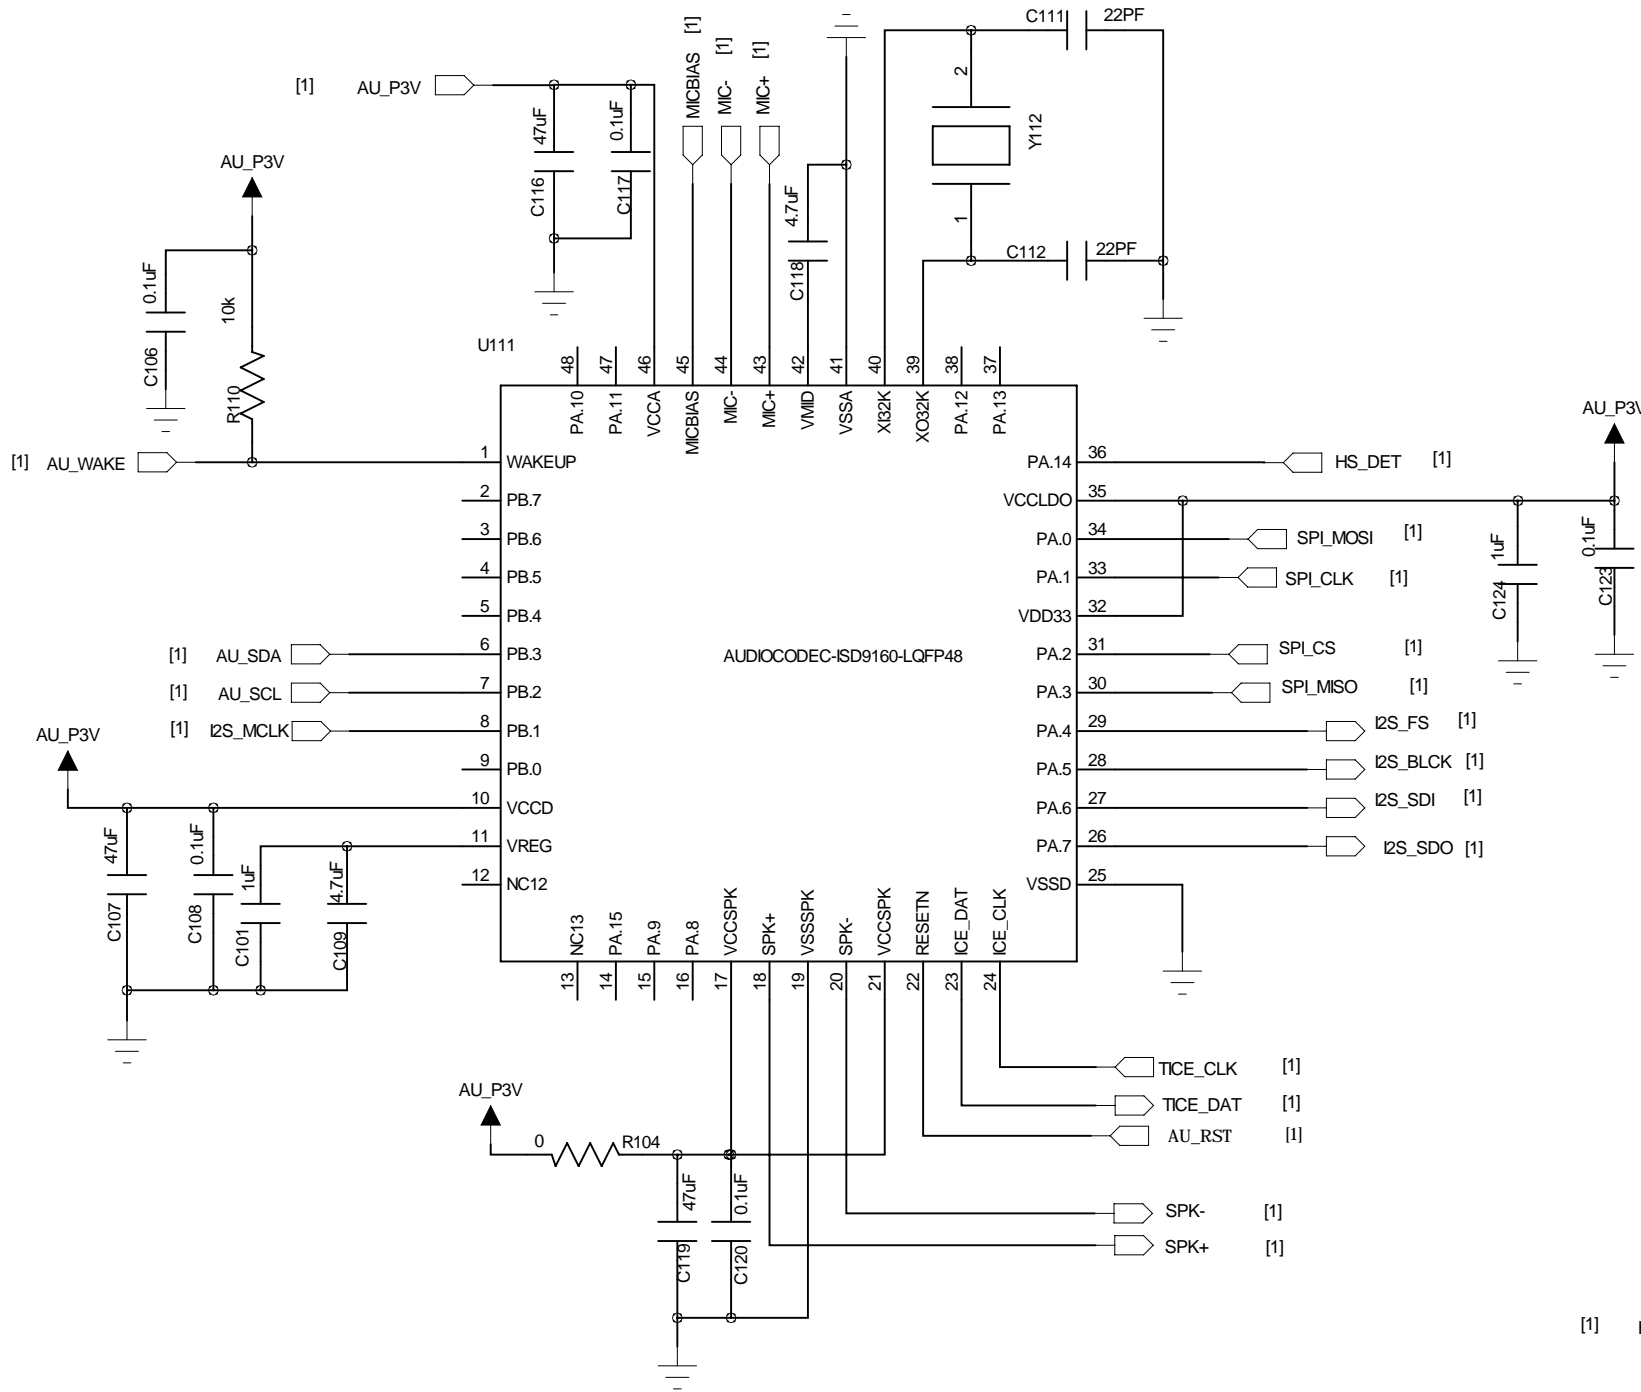 C111 22PF
[1] AU_P3V
47uF
C116
0.1uF
C117
MICBIAS [1]
MIC- [1]
MIC+ [1]
2
Y112
1
4.7uF
C118
C112 22PF
AU_P3V
0.1uF
C106
10k
R110
U111
48
47
46
45
44
43
42
41
40
39
38
37
PA.10
PA.11
VCCA
MICBIAS
MIC-
MIC+
VMID
VSSA
XI32K
XO32K
PA.12
PA.13
[1] AU_WAKE 1 WAKEUP
2 PB.7
3 PB.6
4 PB.5
5 PB.4
[1] AU_SDA 6 PB.3
[1] AU_SCL 7 PB.2
[1] I2S_MCLK 8 PB.1
9 PB.0
10 VCCD
11 VREG
12 NC12
AU_P3V
47uF
C107
0.1uF
C108
1uF
C101
4.7uF
C109
AUDIOCODEC-ISD9160-LQFP48
PA.14 36 HS_DET [1]
VCCLDO 35
PA.0 34 SPI_MOSI [1]
PA.1 33 SPI_CLK [1]
VDD33 32
PA.2 31 SPI_CS [1]
PA.3 30 SPI_MISO [1]
PA.4 29 I2S_FS [1]
PA.5 28 I2S_BLCK [1]
PA.6 27 I2S_SDI [1]
PA.7 26 I2S_SDO [1]
VSSD 25
AU_P3V
1uF
C124
0.1uF
C123
NC13
PA.15
PA.9
PA.8
VCCSPK
SPK+
VSSSPK
SPK-
VCCSPK
RESETN
ICE_DAT
ICE_CLK
13
14
15
16
17
18
19
20
21
22
23
24
TICE_CLK [1]
TICE_DAT [1]
AU_RST [1]
AU_P3V
0 R104
47uF
C119
0.1uF
C120
SPK- [1]
SPK+ [1]
[1]